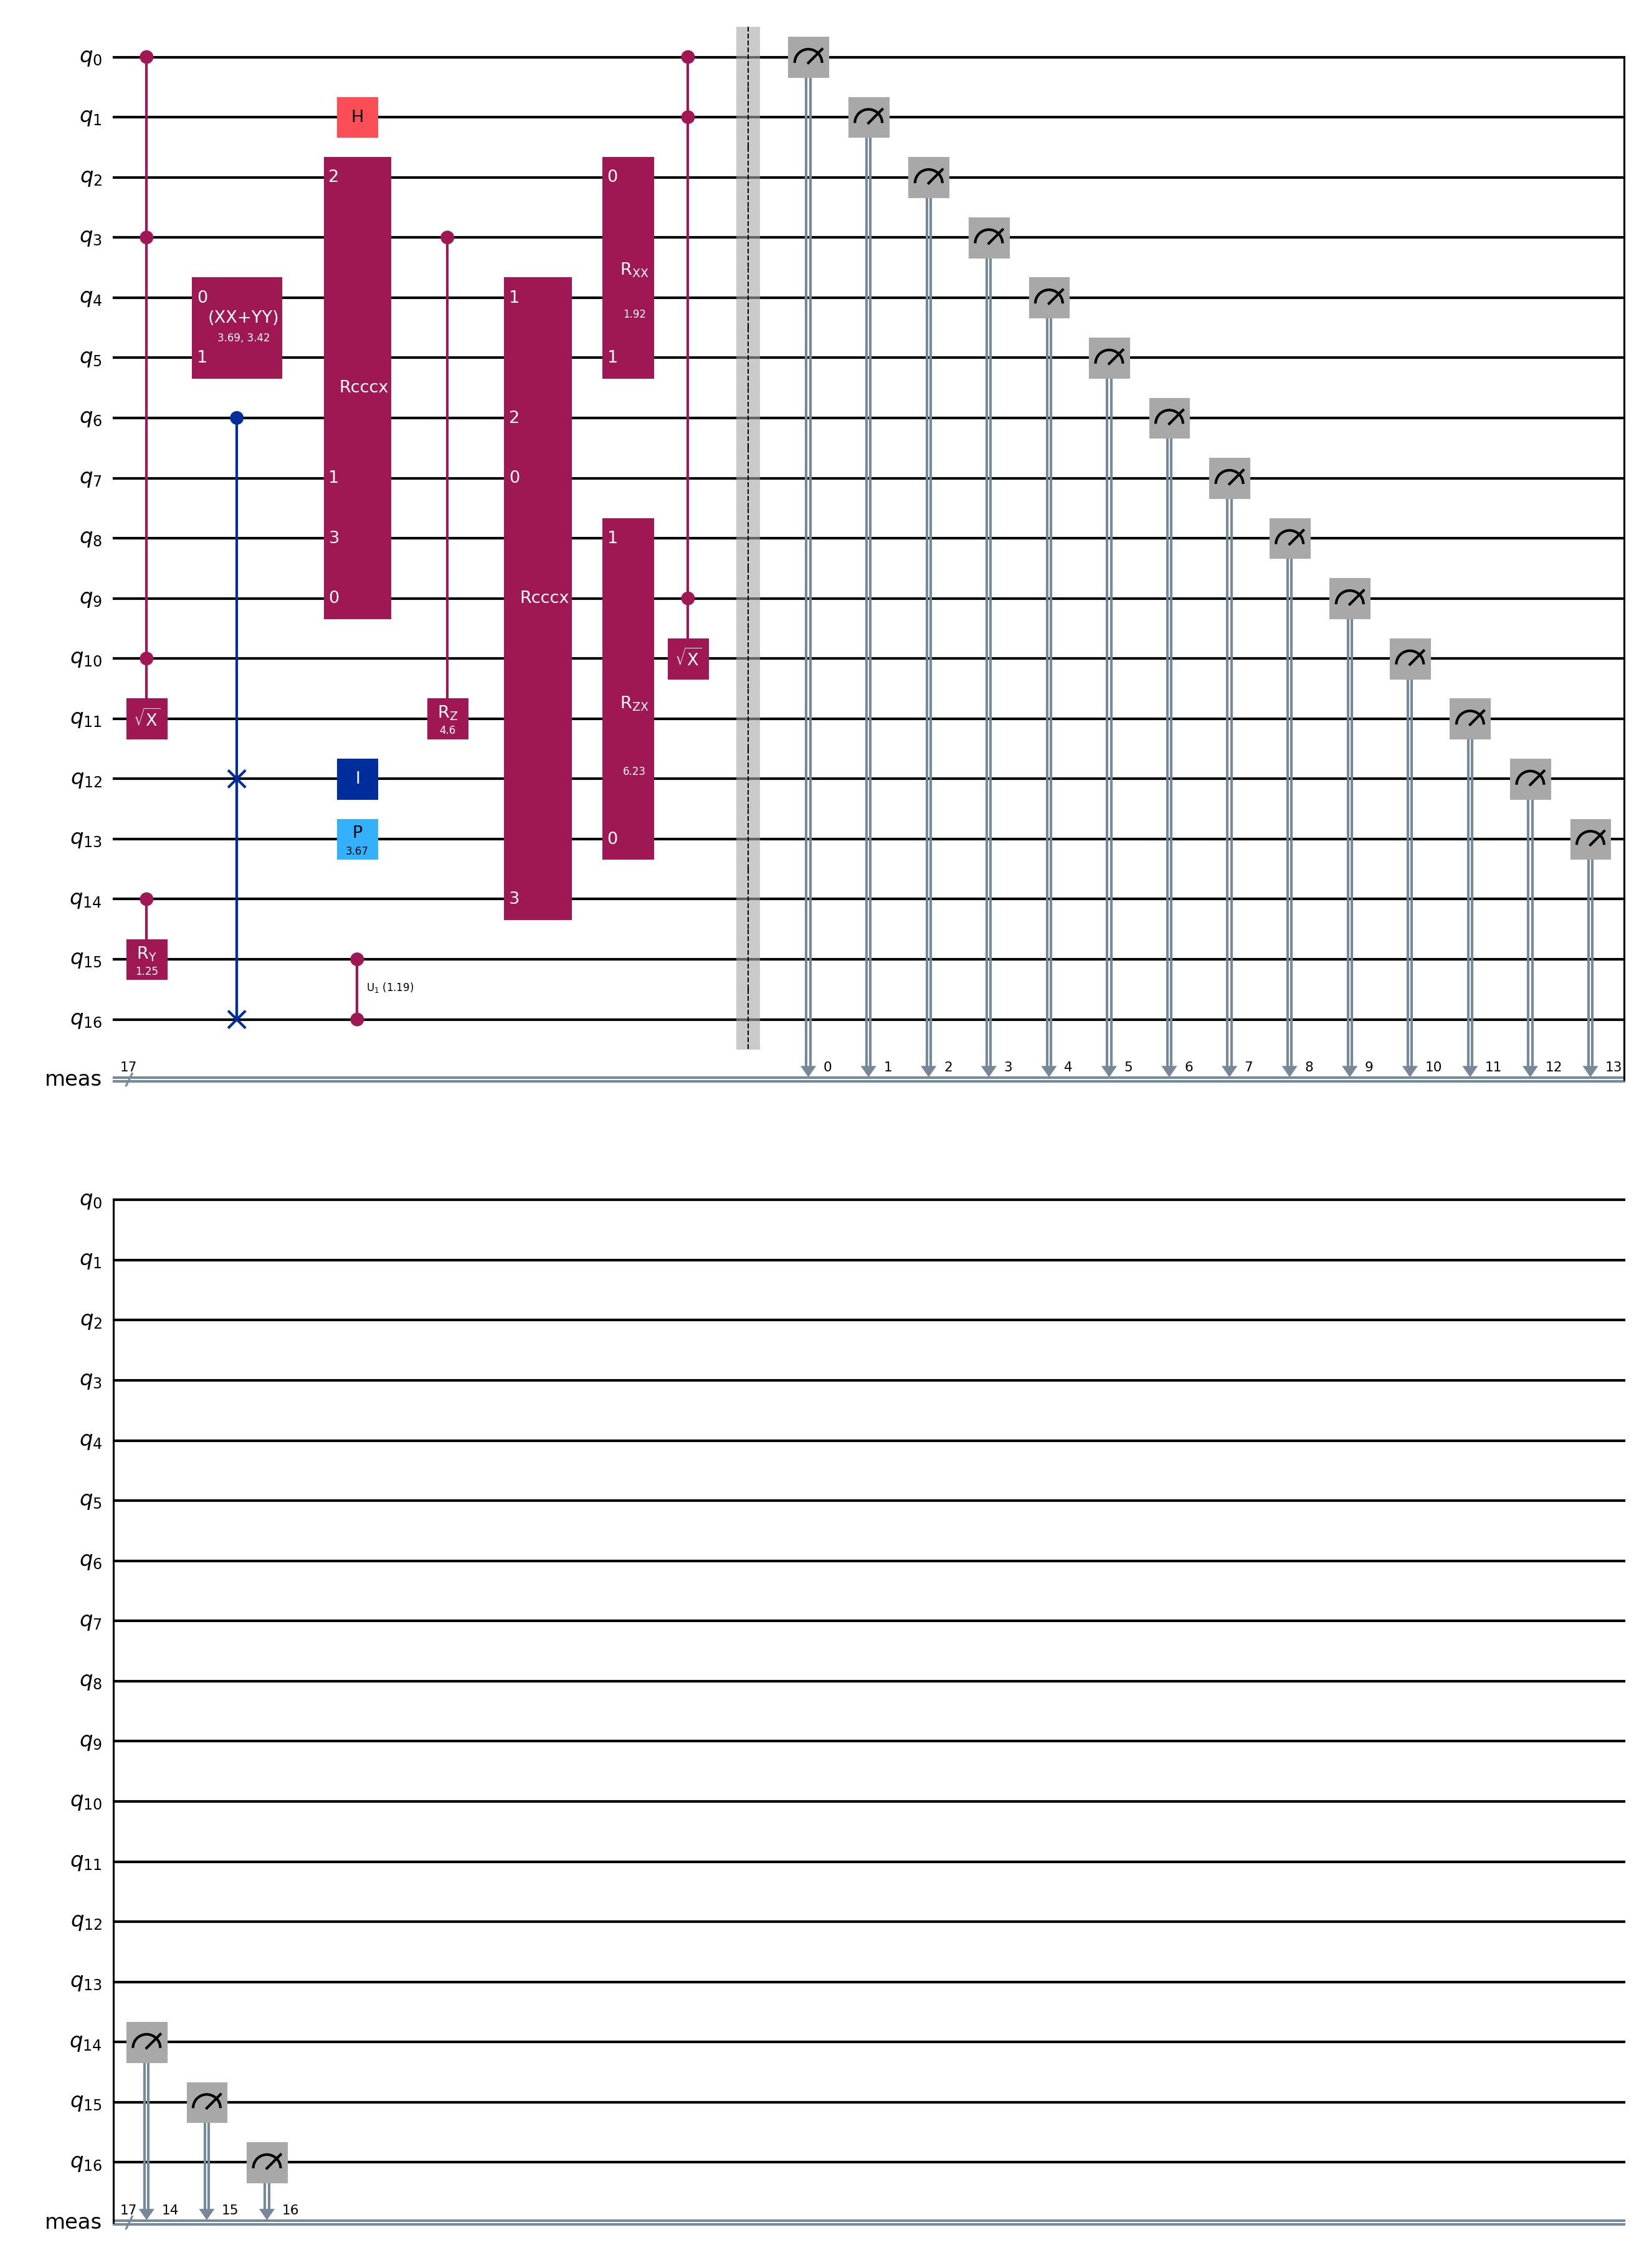 q0
q1 H
q2 2 0
q3
q4 0 1 RXX
(XX+YY)
3.69, 3.42 1.92
q5 1 1
Rcccx
q6 2
q7 1 0
q8 3 1
q9 0 Rcccx
q10 √X
q11 √X RZ 4.6 RZX
q12 I 6.23
q13 P 3.67 0
q14 3
q15 RY 1.25
U1 (1.19)
q16
meas 17 0 1 2 3 4 5 6 7 8 9 10 11 12 13
q0
q1
q2
q3
q4
q5
q6
q7
q8
q9
q10
q11
q12
q13
q14
q15
q16
meas 17 14 15 16